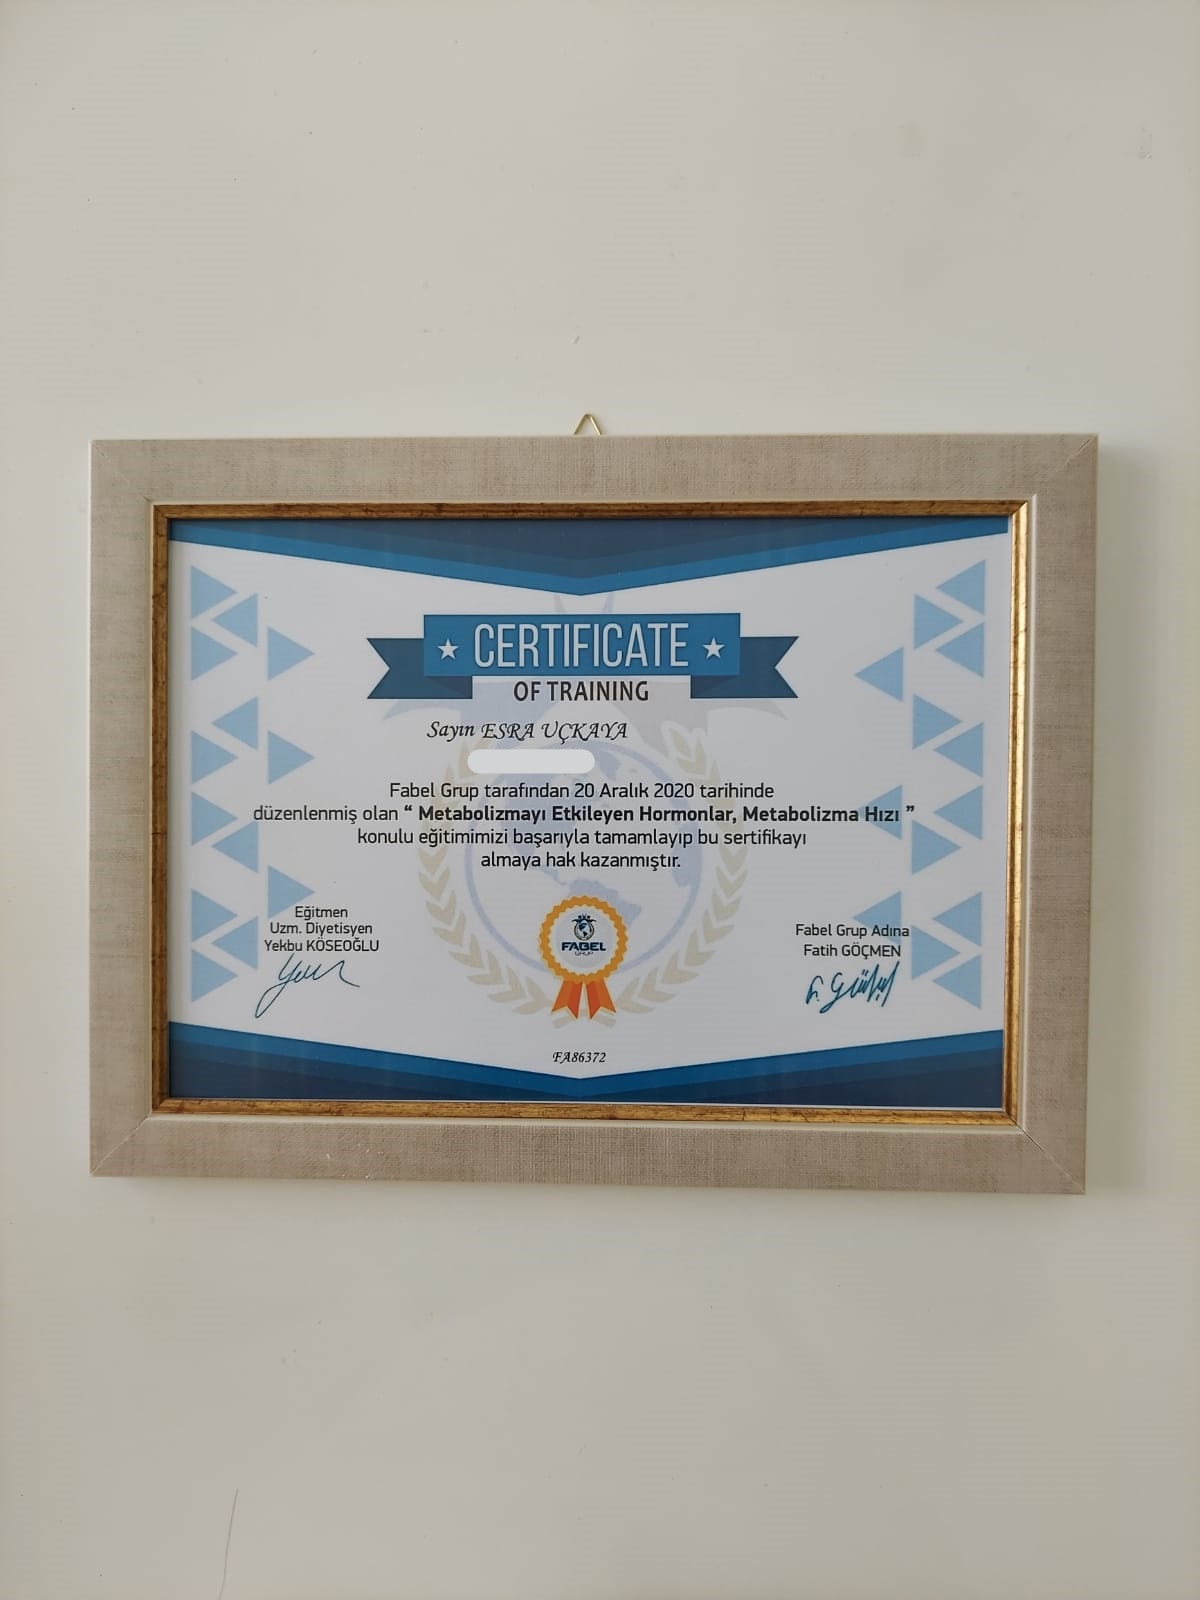 CERTIFICATE
OF TRAINING
Sayın ESRA UÇKAYA
Fabel Grup tarafından 20 Aralık 2020 tarihinde
düzenlenmiş olan “ Metabolizmayı Etkileyen Hormonlar, Metabolizma Hızı ”
konulu eğitimimizi başarıyla tamamlayıp bu sertifikayı
almaya hak kazanmıştır.
Eğitmen
Uzm. Diyetisyen
Yekbu KÖSEOĞLU
FABEL
GRUP
Fabel Grup Adına
Fatih GÖÇMEN
FA86372